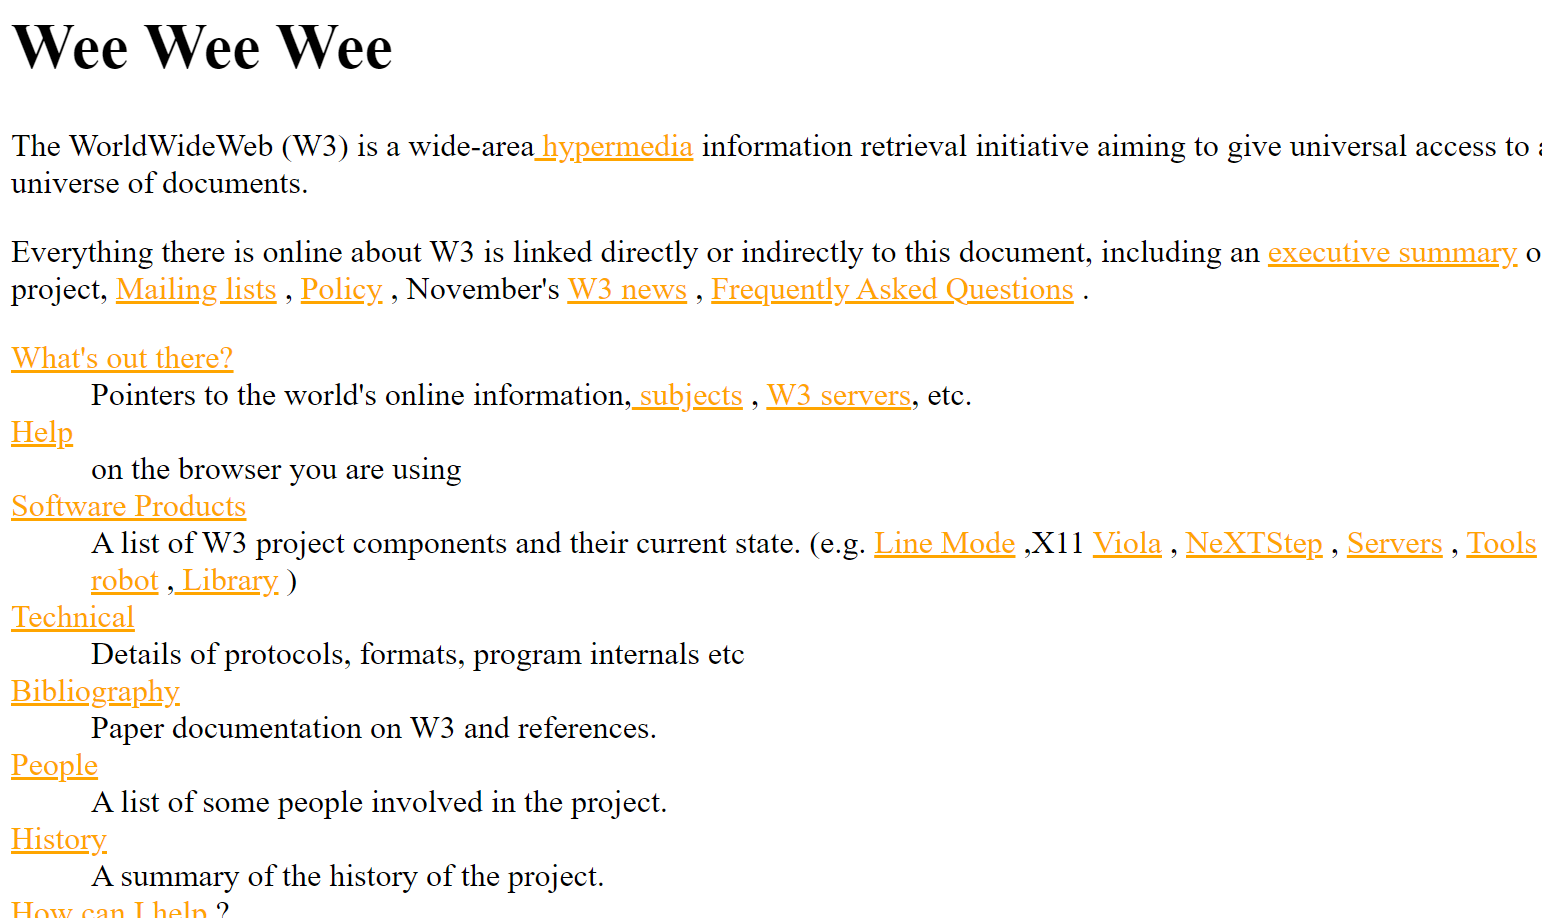 Wee Wee Wee
The WorldWideWeb (W3) is a wide-area hypermedia information retrieval initiative aiming to give universal access to
universe of documents.
Everything there is online about W3 is linked directly or indirectly to this document, including an executive summary
project, Mailing lists , Policy , November's W3 news , Frequently Asked Questions .
What's out there?
Pointers to the world's online information, subjects , W3 servers, etc.
Help
on the browser you are using
Software Products
A list of W3 project components and their current state. (e.g. Line Mode ,X11 Viola , NeXTStep , Servers , Tools
robot , Library )
Technical
Details of protocols, formats, program internals etc
Bibliography
Paper documentation on W3 and references.
People
A list of some people involved in the project.
History
A summary of the history of the project.
How can I help ?